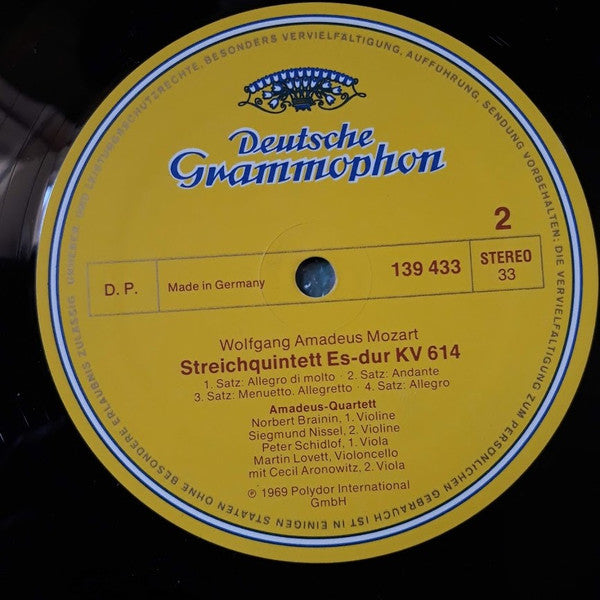 Deutsche
Grammophon
2
D. P.
Made in Germany
139 433
STEREO
33
Wolfgang Amadeus Mozart
Streichquintett Es-dur KV 614
1. Satz: Allegro di molto · 2. Satz: Andante
3. Satz: Menuetto. Allegretto · 4. Satz: Allegro
Amadeus-Quartett
Norbert Brainin, 1. Violine
Siegmund Nissel, 2. Violine
Peter Schidlof, 1. Viola
Martin Lovett, Violoncello
mit Cecil Aronowitz, 2. Viola
℗ 1969 Polydor International
GmbH
URHEBER- UND LEISTUNGSSCHUTZRECHTE, BESONDERS VERVIELFÄLTIGUNG, AUFFÜHRUNG, SENDUNG VORBEHALTEN; DIE VERVIELFÄLTIGUNG ZUM PERSÖNLICHEN GEBRAUCH IST IN EINIGEN STAATEN OHNE BESONDERE ERLAUBNIS ZULÄSSIG